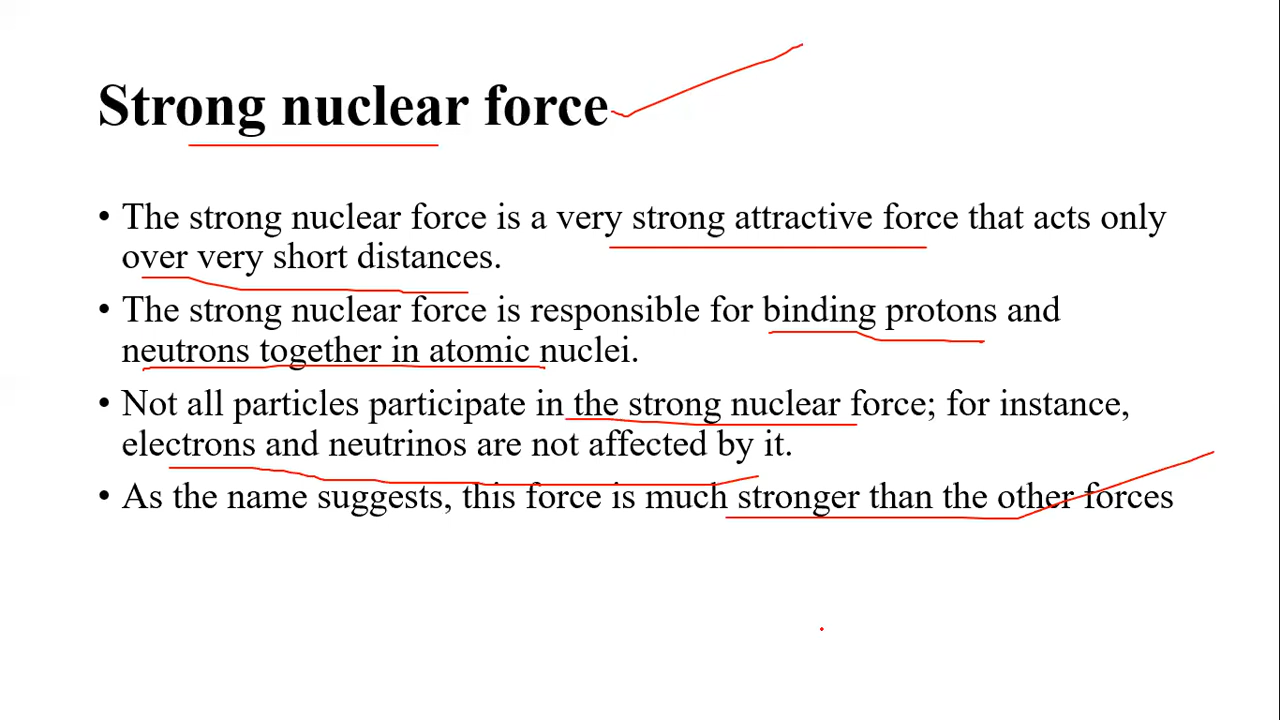 Strong nuclear force
• The strong nuclear force is a very strong attractive force that acts only
over very short distances.
• The strong nuclear force is responsible for binding protons and
neutrons together in atomic nuclei.
• Not all particles participate in the strong nuclear force; for instance,
electrons and neutrinos are not affected by it.
• As the name suggests, this force is much stronger than the other forces